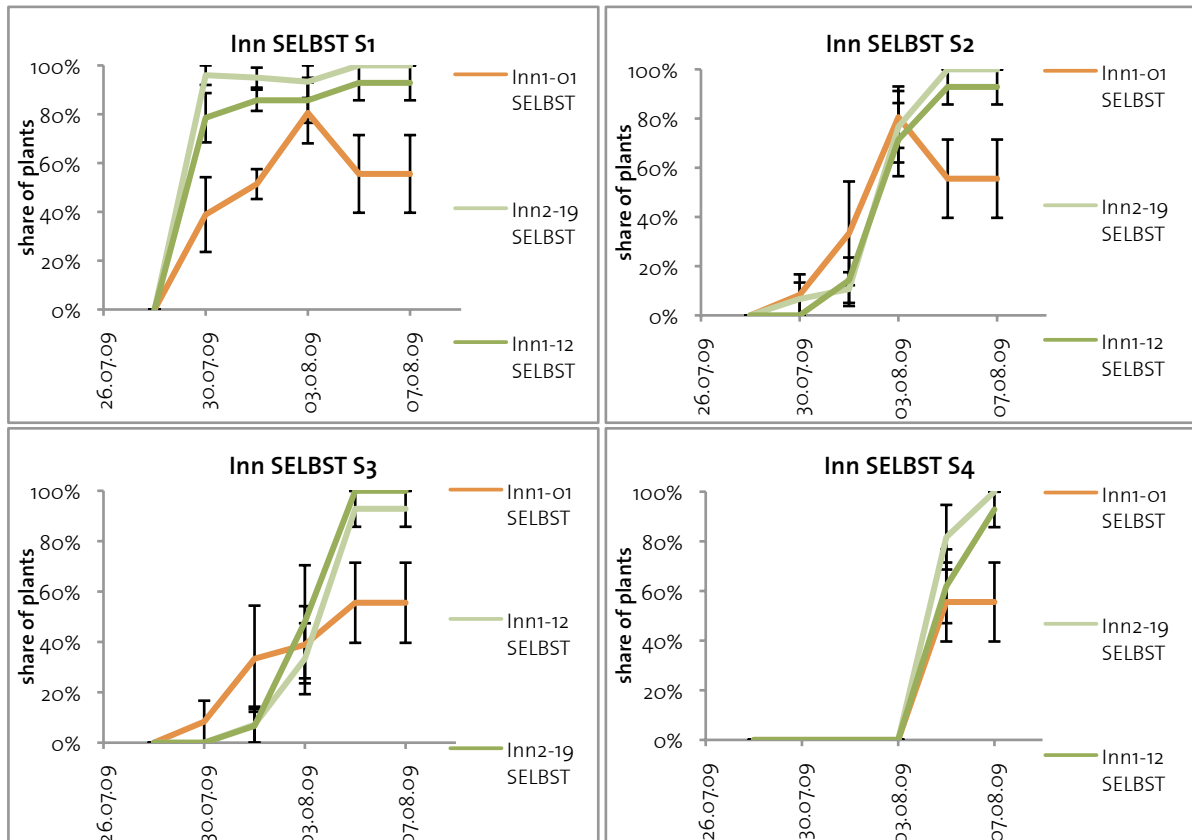 Inn SELBST S1
share of plants
100%
80%
60%
40%
20%
0%
26.07.09
30.07.09
03.08.09
07.08.09
Inn1-01
SELBST
Inn2-19
SELBST
Inn1-12
SELBST
Inn SELBST S2
share of plants
100%
80%
60%
40%
20%
0%
26.07.09
30.07.09
03.08.09
07.08.09
Inn1-01
SELBST
Inn2-19
SELBST
Inn1-12
SELBST
Inn SELBST S3
share of plants
100%
80%
60%
40%
20%
0%
26.07.09
30.07.09
03.08.09
07.08.09
Inn1-01
SELBST
Inn1-12
SELBST
Inn2-19
SELBST
Inn SELBST S4
share of plants
100%
80%
60%
40%
20%
0%
26.07.09
30.07.09
03.08.09
07.08.09
Inn1-01
SELBST
Inn2-19
SELBST
Inn1-12
SELBST